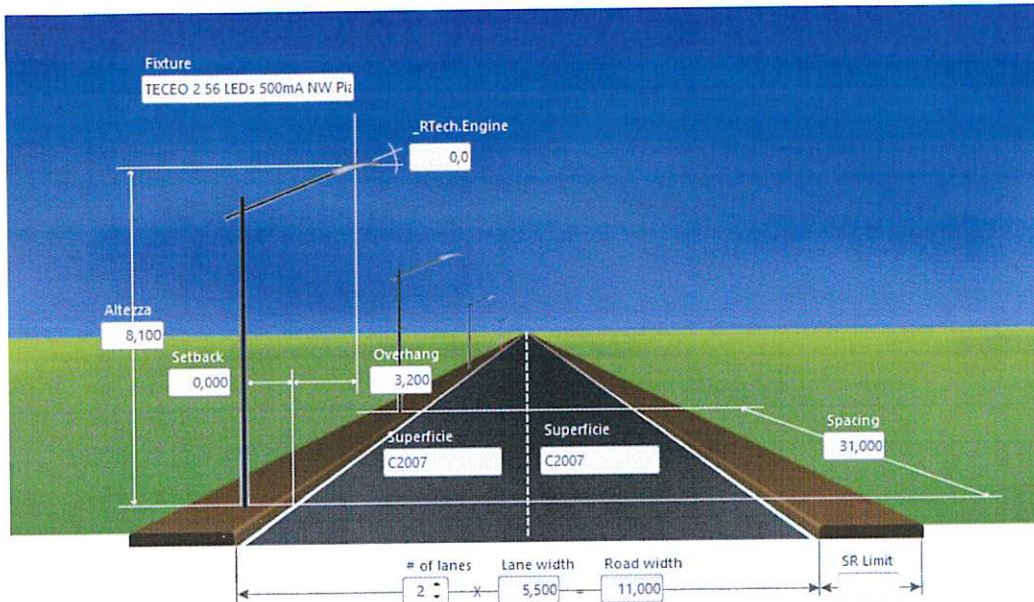 Fixture
TECEO 2 56 LEDs 500mA NW Pia
_RTech.Engine
0,0
Altezza
8,100
Setback
0,000
Overhang
3,200
Spacing
31,000
Superficie
C2007
Superficie
C2007
# of lanes
2
X
Lane width
5,500
=
Road width
11,000
SR Limit